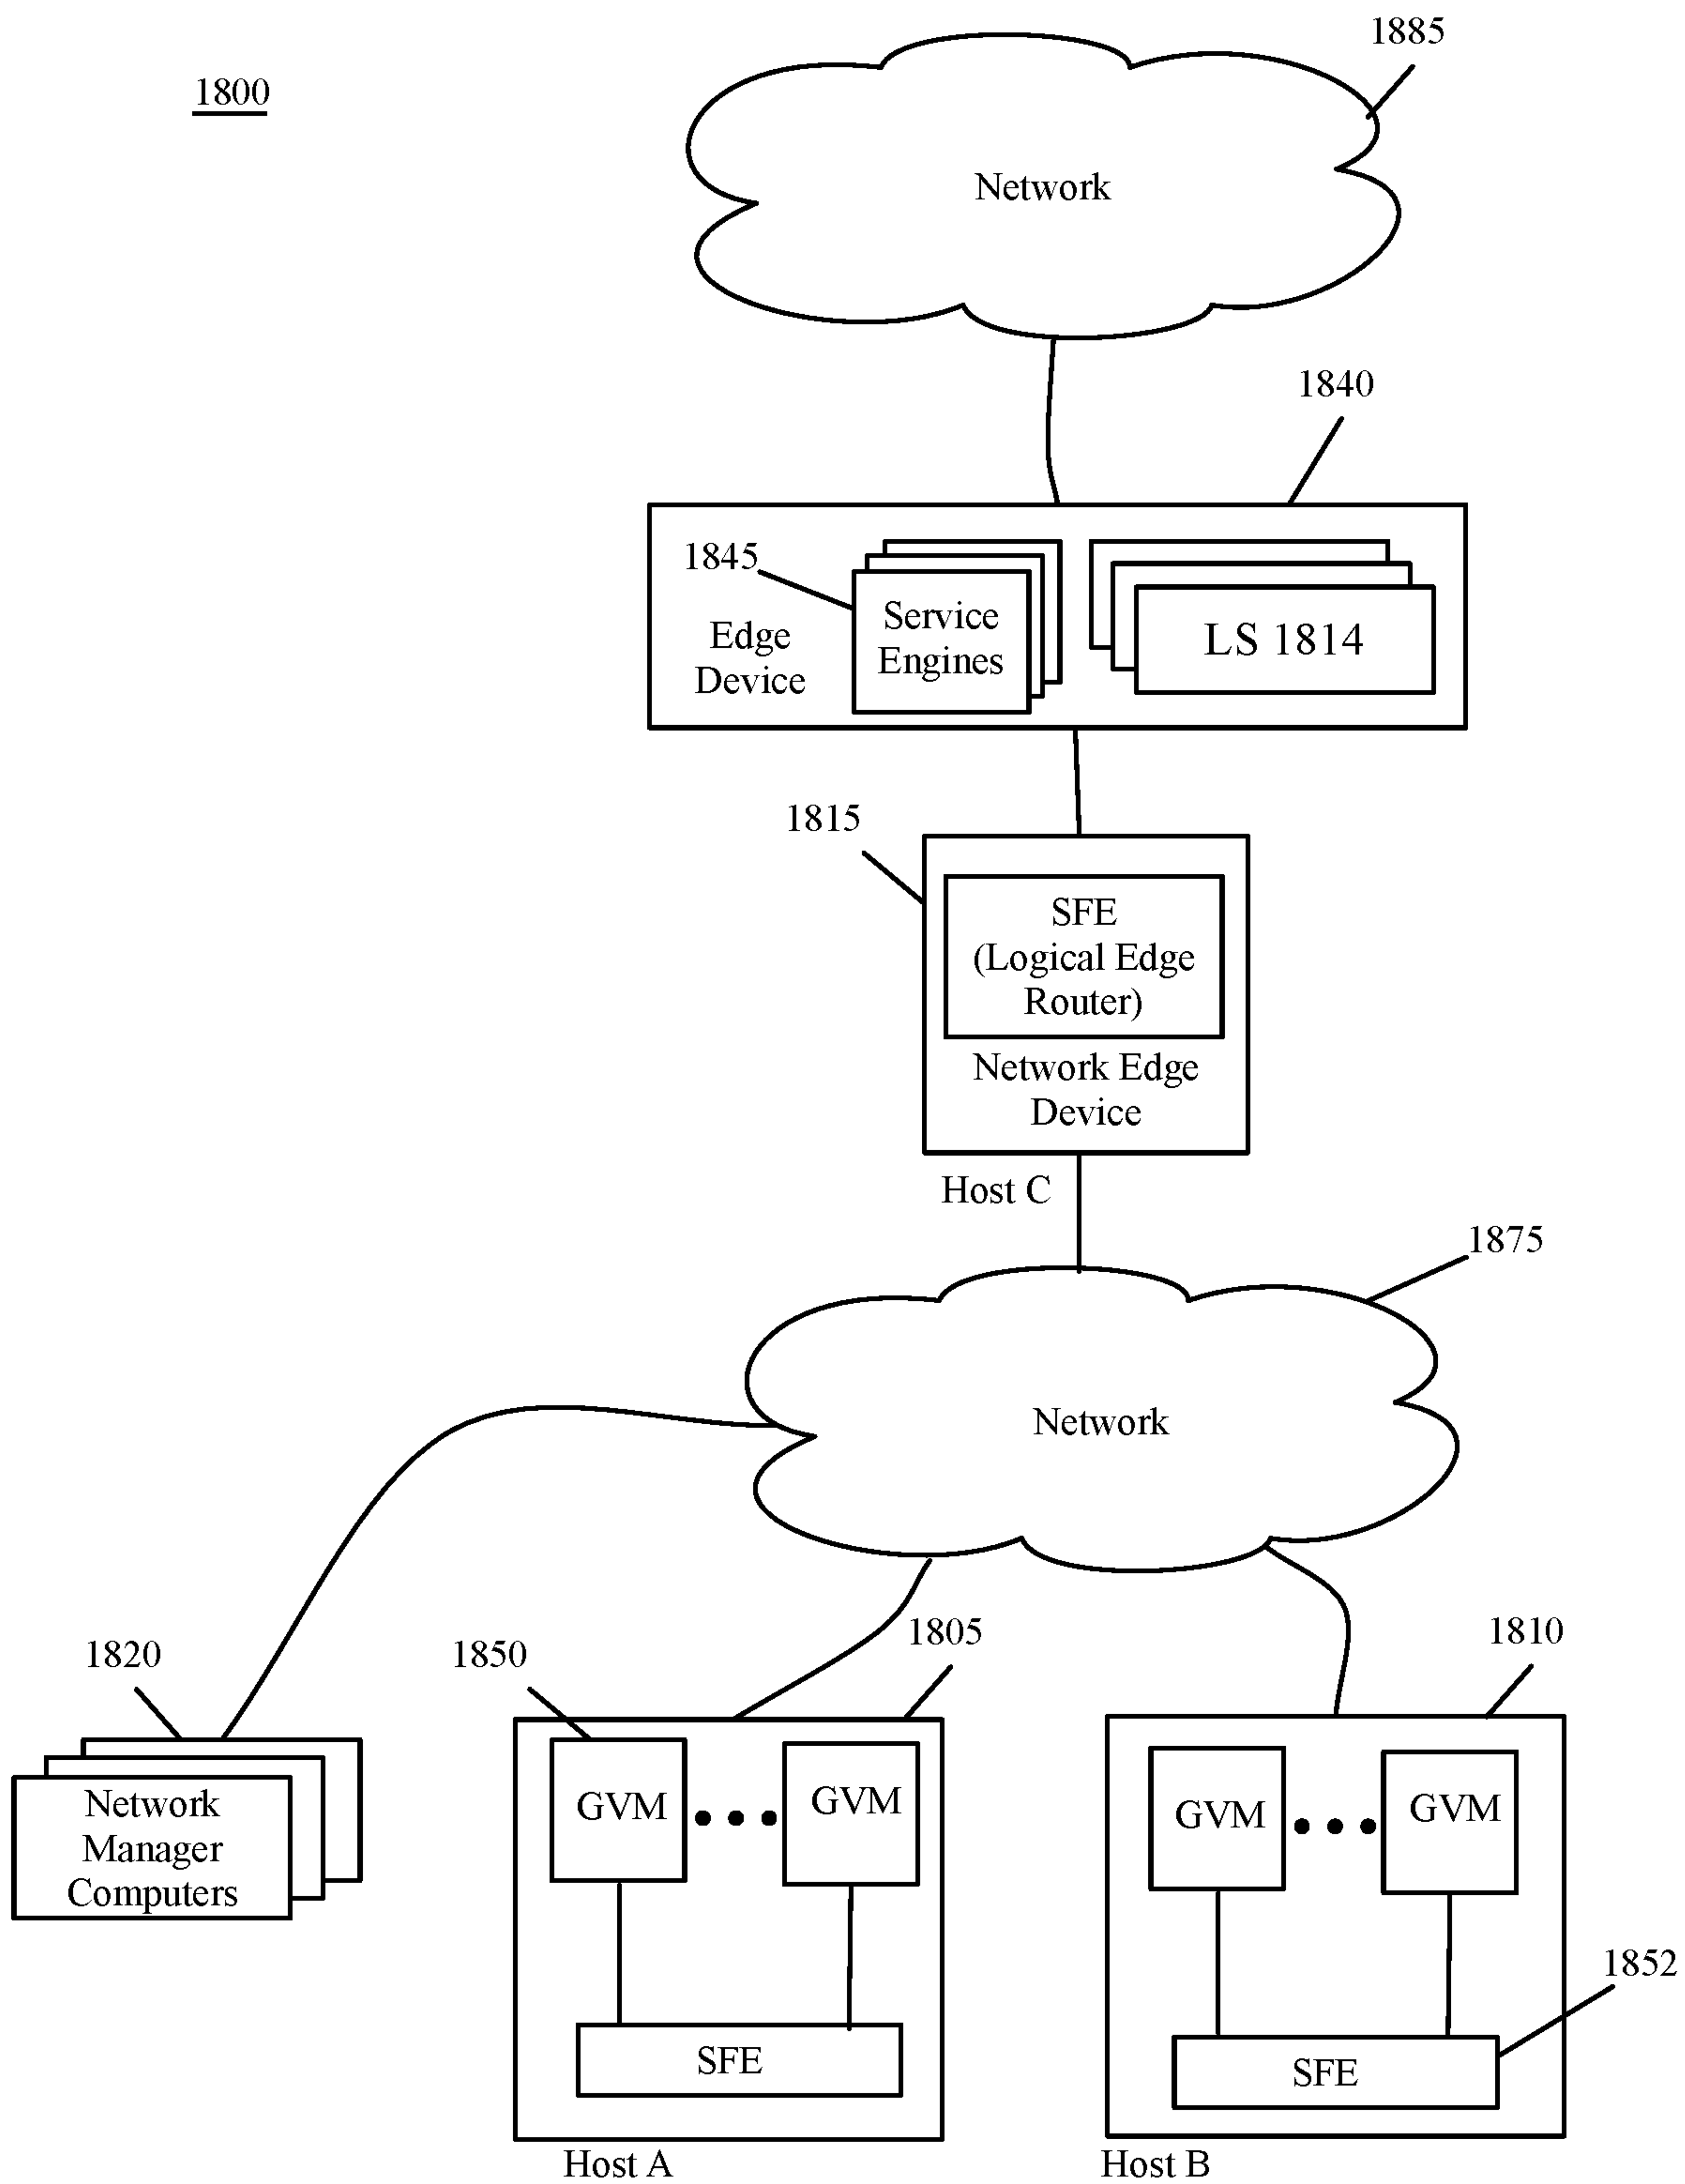 1885
1800
Network
1840
1845
Service
Engines
LS 1814
Edge
Device
1815
SFE
(Logical Edge
Router)
Network Edge
Device
Host C
1875
Network
1820
1850
1805
1810
Network
Manager
Computers
GVM
GVM
GVM
GVM
1852
SFE
SFE
Host A
Host B